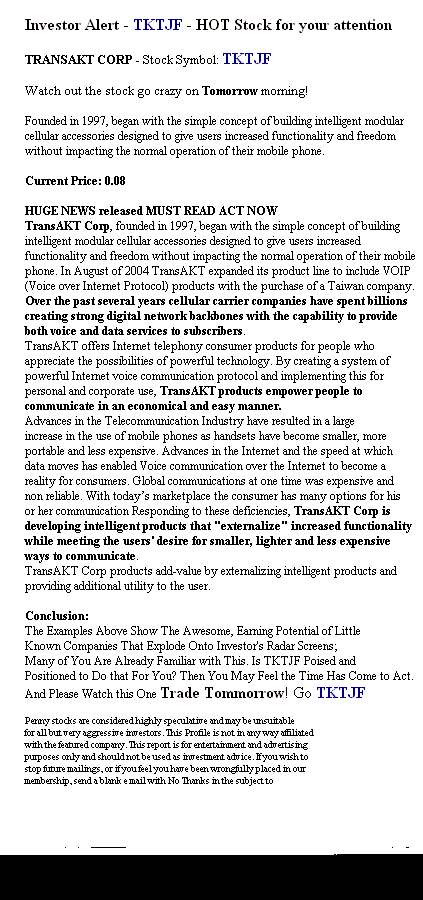 Investor Alert - TKTJF - HOT Stock for your attention
TRANSAKT CORP - Stock Symbol: TKTJF
Watch out the stock go crazy on Tomorrow morning!
Founded in 1997, began with the simple concept of building intelligent modular
cellular accessories designed to give users increased functionality and freedom
without impacting the normal operation of their mobile phone.
Current Price: 0.08
HUGE NEWS released MUST READ ACT NOW
TransAKT Corp, founded in 1997, began with the simple concept of building
intelligent modular cellular accessories designed to give users increased
functionality and freedom without impacting the normal operation of their mobile
phone. In August of 2004 TransAKT expanded its product line to include VOIP
(Voice over Internet Protocol) products with the purchase of a Taiwan company.
Over the past several years cellular carrier companies have spent billions
creating strong digital network backbones with the capability to provide
both voice and data services to subscribers.
TransAKT offers Internet telephony consumer products for people who
appreciate the possibilities of powerful technology. By creating a system of
powerful Internet voice communication protocol and implementing this for
personal and corporate use, TransAKT products empower people to
communicate in an economical and easy manner.
Advances in the Telecommunication Industry have resulted in a large
increase in the use of mobile phones as handsets have become smaller, more
portable and less expensive. Advances in the Internet and the speed at which
data moves has enabled Voice communication over the Internet to become a
reality for consumers. Global communications at one time was expensive and
non reliable. With today's marketplace the consumer has many options for his
or her communication Responding to these deficiencies, TransAKT Corp is
developing intelligent products that "externalize" increased functionality
while meeting the users' desire for smaller, lighter and less expensive
ways to communicate.
TransAKT Corp products add-value by externalizing intelligent products and
providing additional utility to the user.
Conclusion:
The Examples Above Show The Awesome, Earning Potential of Little
Known Companies That Explode Onto Investor's Radar Screens;
Many of You Are Already Familiar with This. Is TKTJF Poised and
Positioned to Do that For You? Then You May Feel the Time Has Come to Act.
And Please Watch this One Trade Tommorrow! Go TKTJF
Penny stocks are considered highly speculative and may be unsuitable
for all but very aggressive investors. This Profile is not in any way affiliated
with the featured company. This report is for entertainment and advertising
purposes only and should not be used as investment advice. If you wish to
stop future mailings, or if you feel you have been wrongfully placed in our
membership, send a blank e mail with No Thanks in the subject to